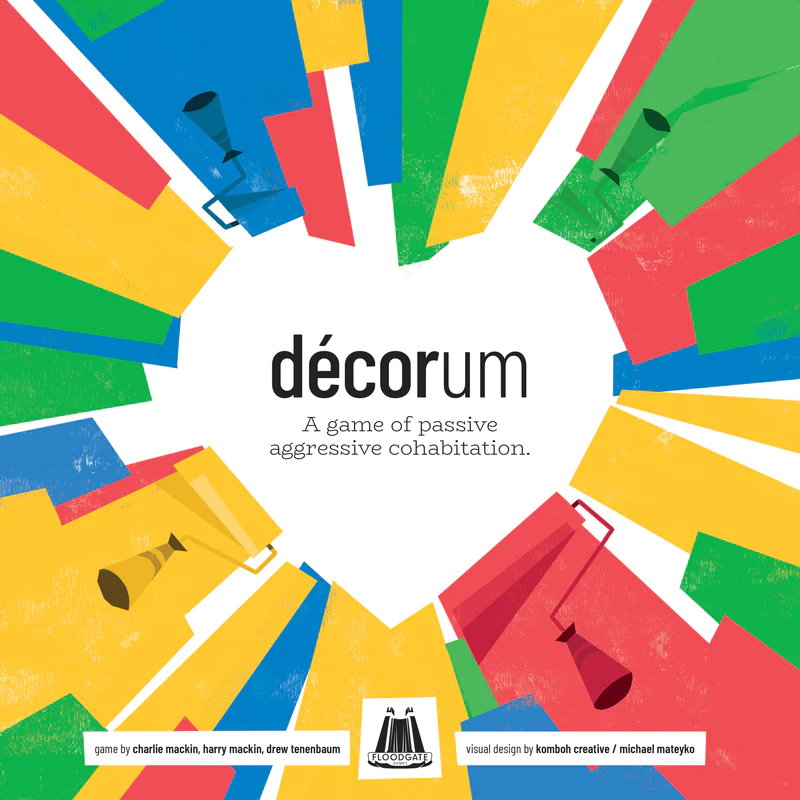 décorum
A game of passive
aggressive cohabitation.
game by charlie mackin, harry mackin, drew tenenbaum
FLOODGATE
GAMES
visual design by komboh creative / michael mateyko